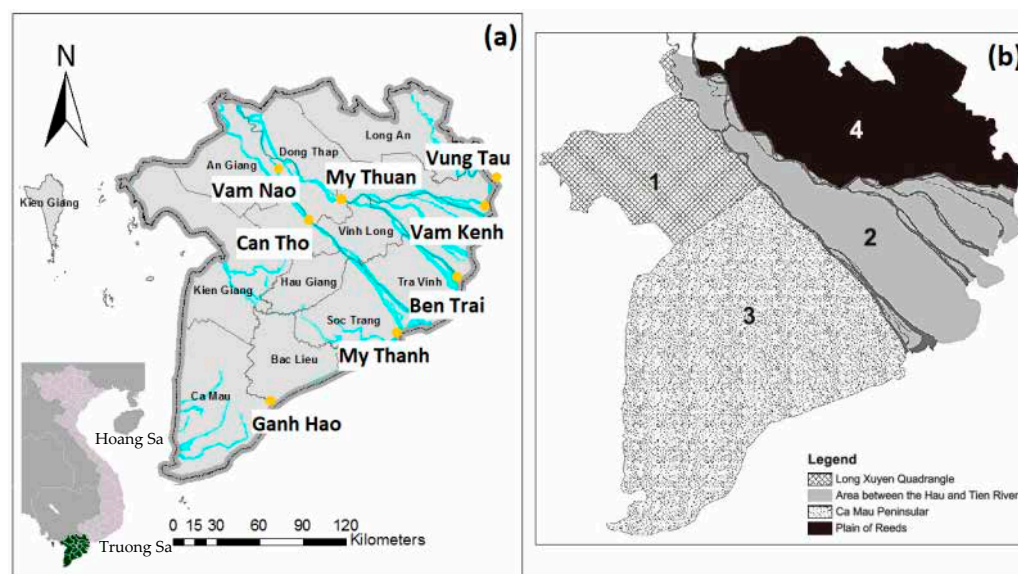 (a)
N
Long An
Dong Thap
Vung Tau
An Giang
My Thuan
Vam Nao
Kien Giang
Vam Kenh
Vinh Long
Can Tho
Tra Vinh
Hau Giang
Kien Giang
Ben Trai
Soc Trang
My Thanh
Bac Lieu
Ca Mau
Ganh Hao
Hoang Sa
Truong Sa
0 15 30 60 90 120
Kilometers
(b)
4
1
2
3
Legend
Long Xuyen Quadrangle
Area between the Hau and Tien River
Ca Mau Peninsular
Plain of Reeds